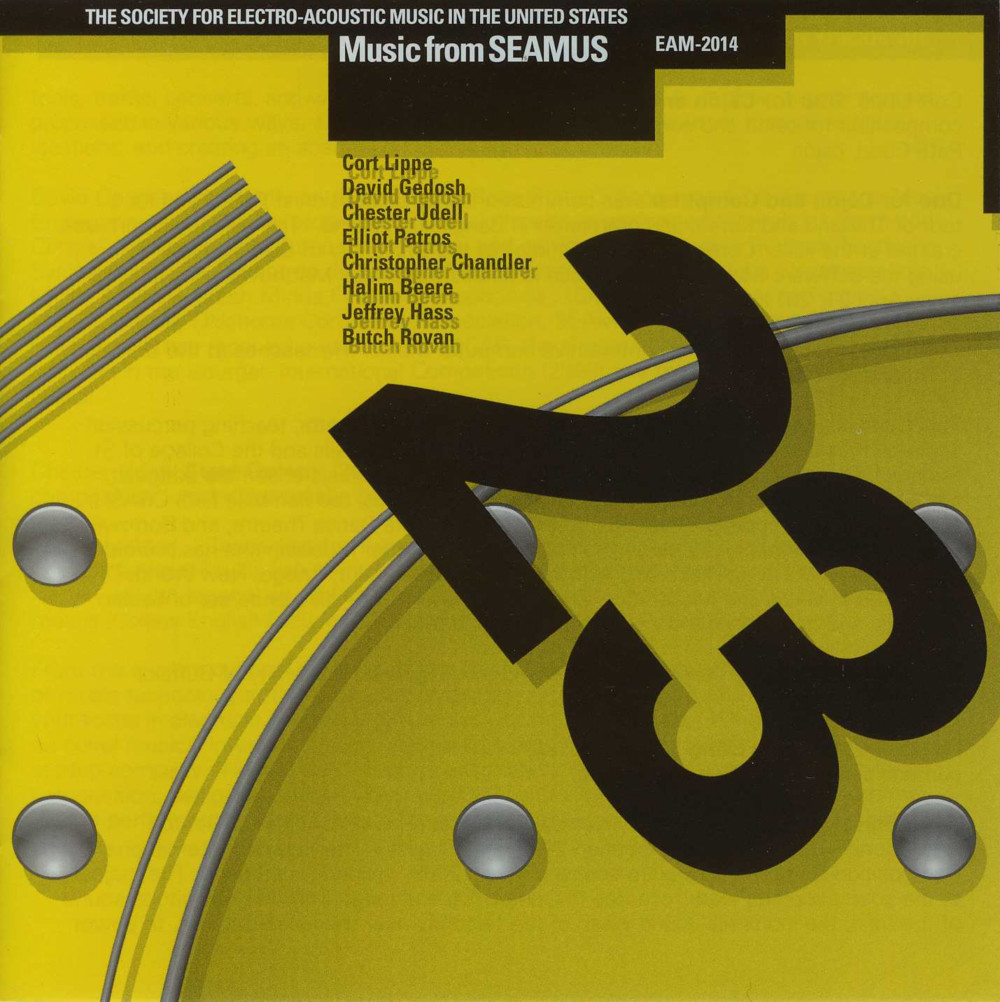 THE SOCIETY FOR ELECTRO-ACOUSTIC MUSIC IN THE UNITED STATES
Music from SEAMUS EAM-2014
Cort Lippe
David Gedosh
Chester Udell
Elliot Patros
Christopher Chandler
Halim Beere
Jeffrey Hass
Butch Rovan
23